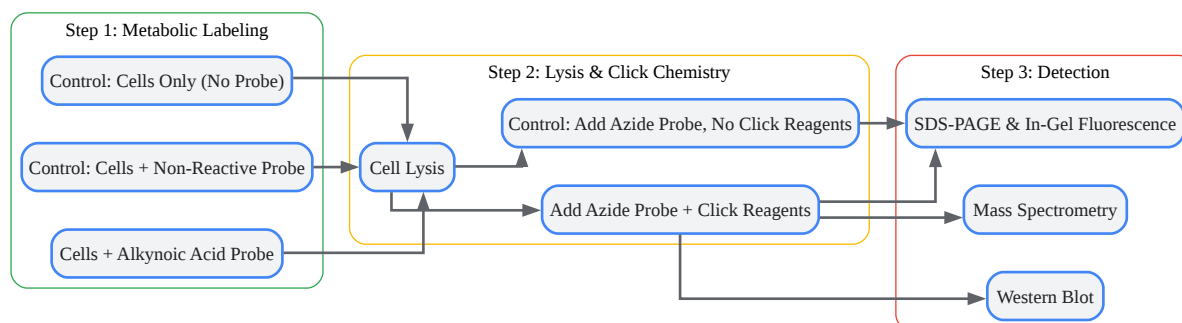 Step 1: Metabolic Labeling
Control: Cells Only (No Probe)
Control: Cells + Non-Reactive Probe
Cells + Alkynoic Acid Probe
Step 2: Lysis & Click Chemistry
Control: Add Azide Probe, No Click Reagents
Cell Lysis
Add Azide Probe + Click Reagents
Step 3: Detection
SDS-PAGE & In-Gel Fluorescence
Mass Spectrometry
Western Blot